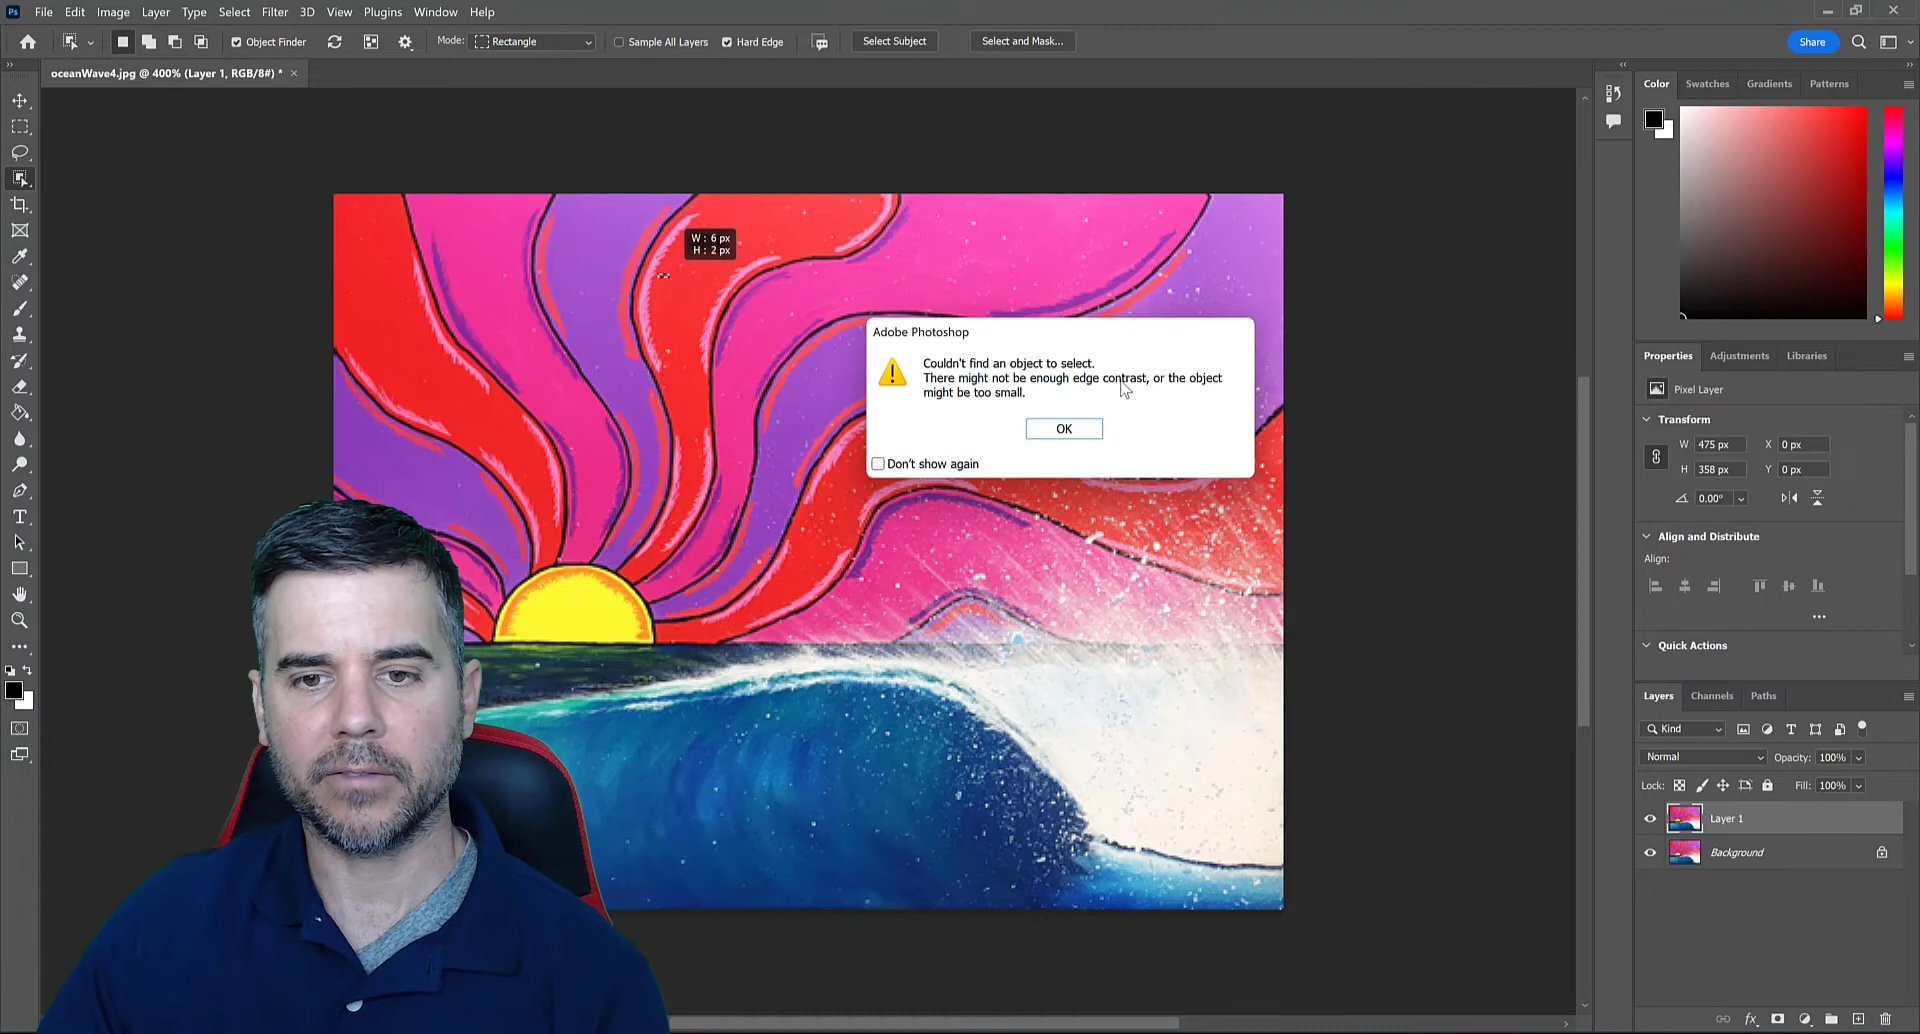 Ps File Edit Image Layer Type Select Filter 3D View Plugins Window Help
Object Finder Mode: Rectangle Sample All Layers Hard Edge Select Subject Select and Mask... Share
oceanWave4.jpg @ 400% (Layer 1, RGB/8#) * ×
Color Swatches Gradients Patterns
W: 6 px
H: 2 px
Adobe Photoshop
Couldn't find an object to select.
There might not be enough edge contrast, or the object
might be too small.
OK
Don't show again
Properties Adjustments Libraries
Pixel Layer
Transform
W 475 px X 0 px
H 358 px Y 0 px
0.00°
Align and Distribute
Align:
Quick Actions
Layers Channels Paths
Kind
Normal Opacity: 100%
Lock: Fill: 100%
Layer 1
Background